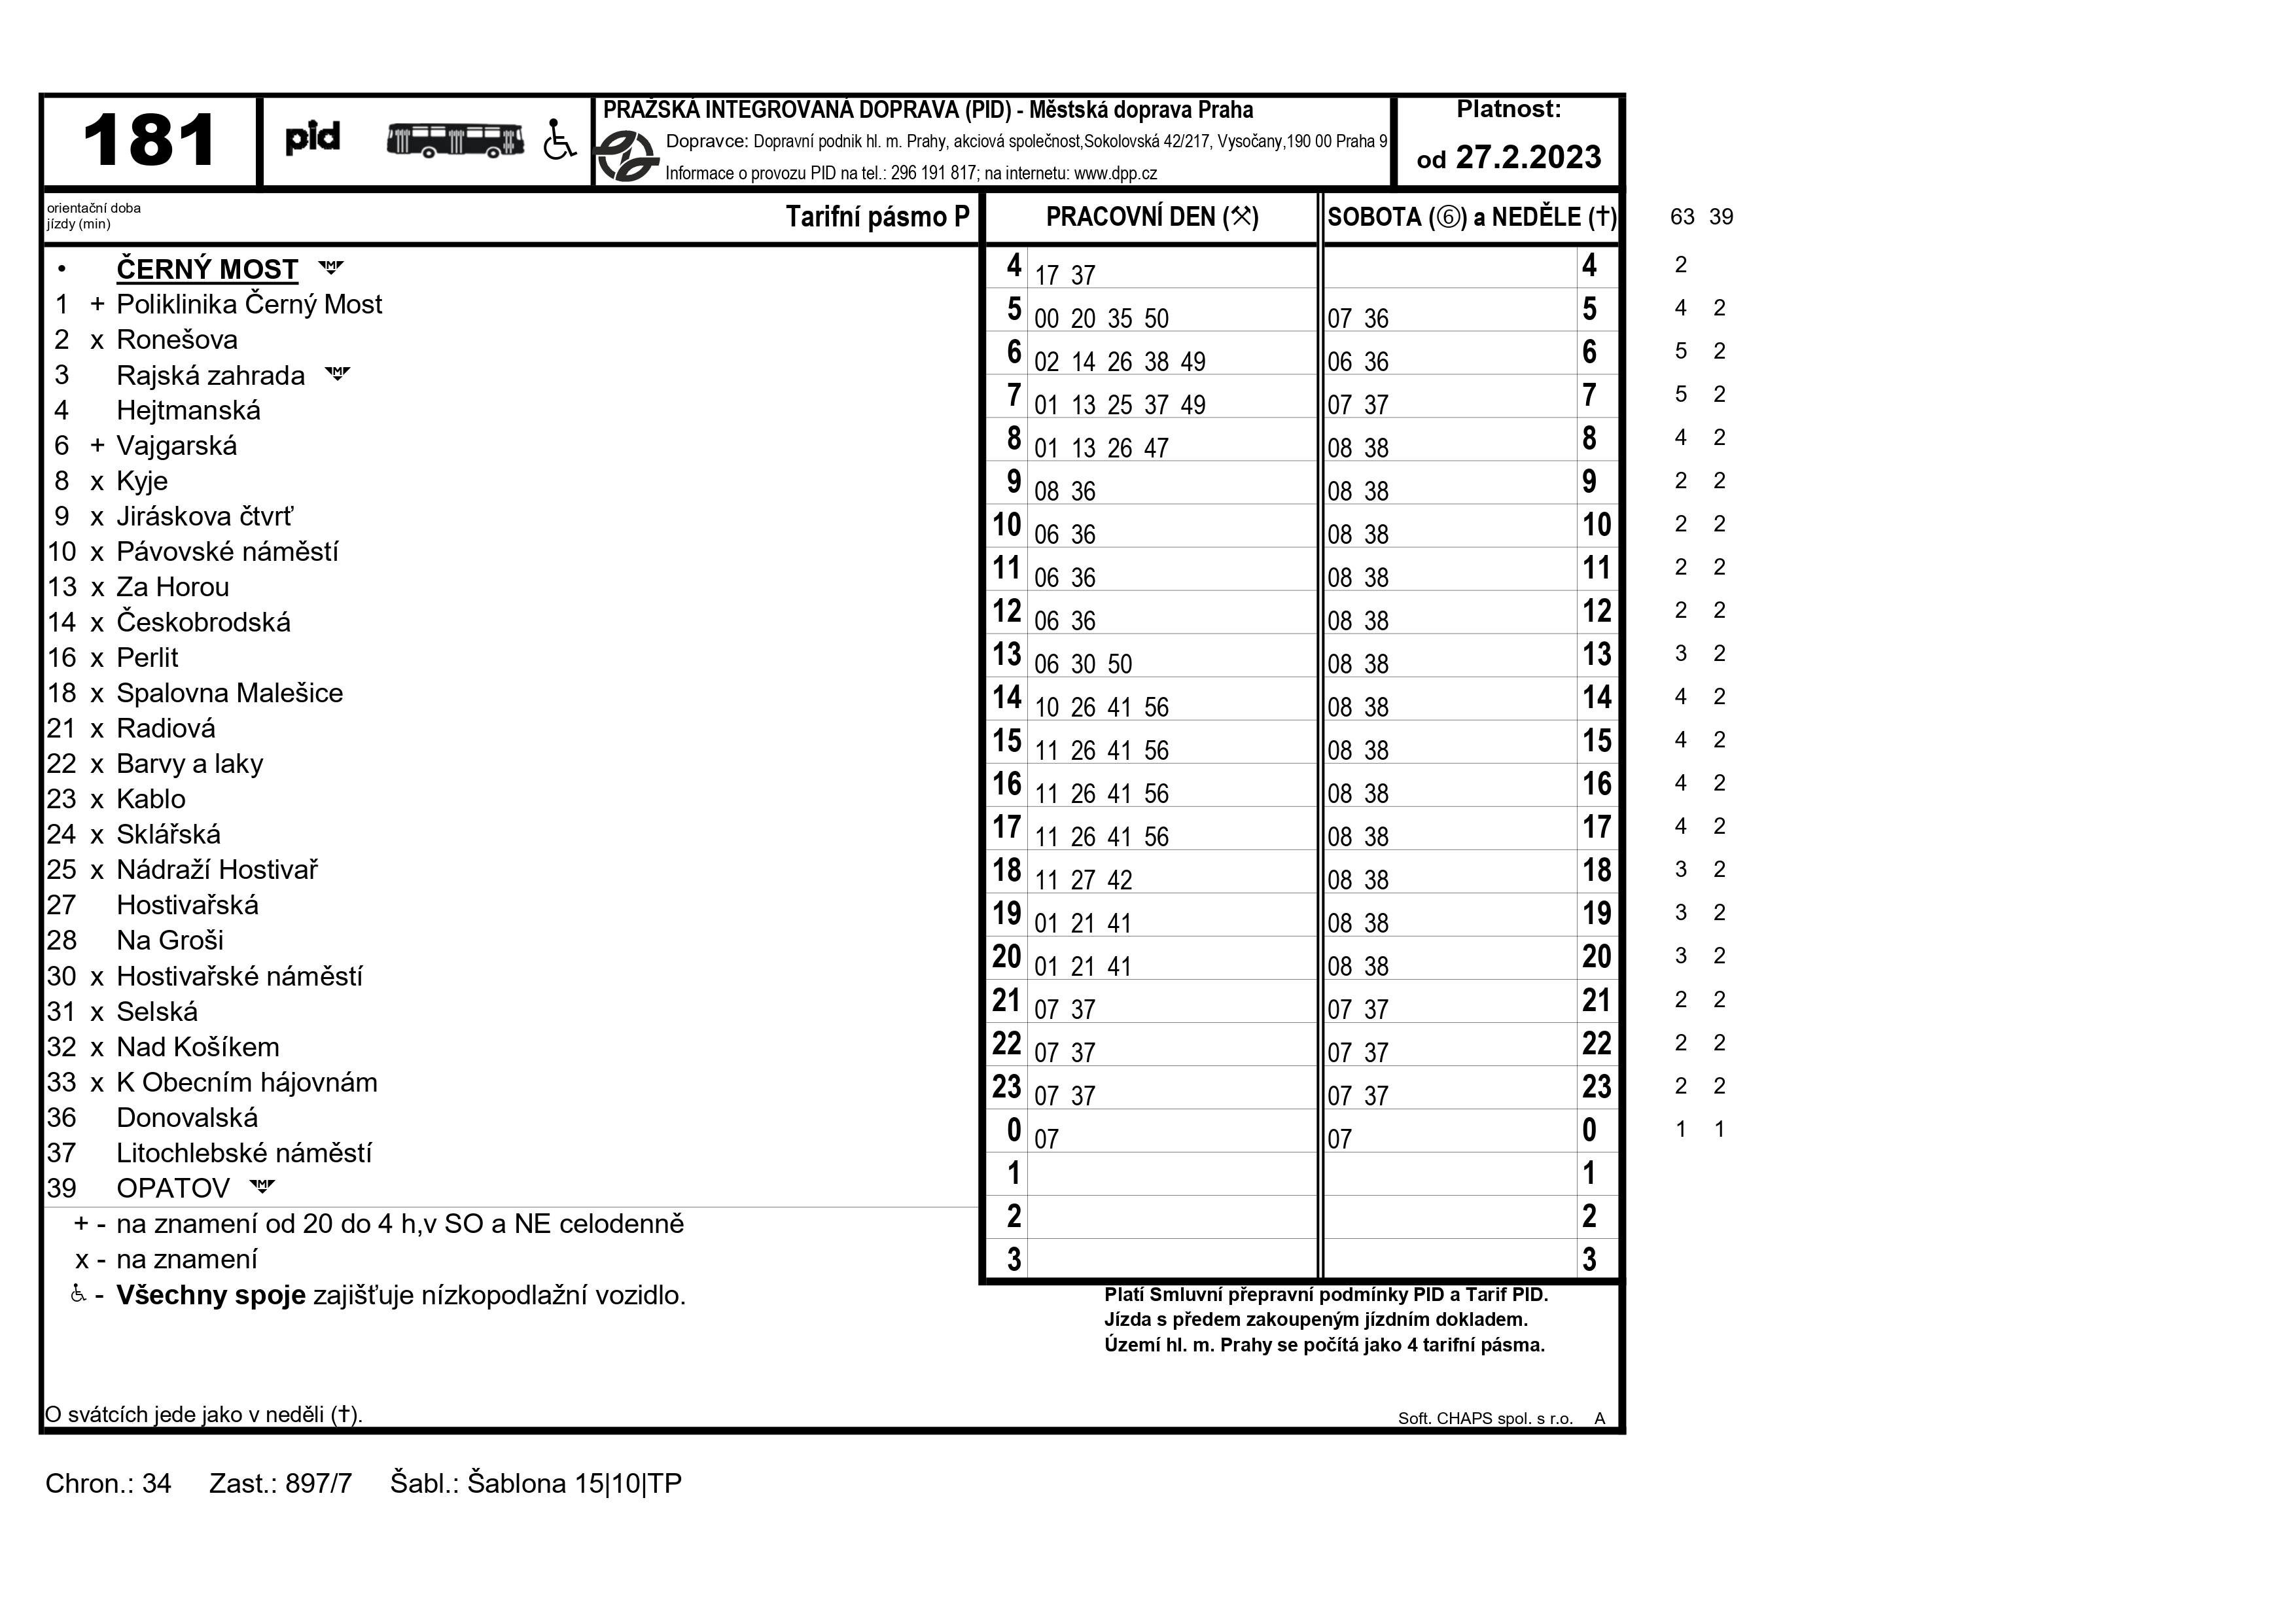 181
pid
PRAŽSKÁ INTEGROVANÁ DOPRAVA (PID) - Městská doprava Praha
Dopravce: Dopravní podnik hl. m. Prahy, akciová společnost,Sokolovská 42/217, Vysočany,190 00 Praha 9
Informace o provozu PID na tel.: 296 191 817; na internetu: www.dpp.cz
Platnost:
od 27.2.2023
orientační doba
jízdy (min)
Tarifní pásmo P
• ČERNÝ MOST M
1 + Poliklinika Černý Most
2 x Ronešova
3 Rajská zahrada M
4 Hejtmanská
6 + Vajgarská
8 x Kyje
9 x Jiráskova čtvrť
10 x Pávovské náměstí
13 x Za Horou
14 x Českobrodská
16 x Perlit
18 x Spalovna Malešice
21 x Radiová
22 x Barvy a laky
23 x Kablo
24 x Sklářská
25 x Nádraží Hostivař
27 Hostivařská
28 Na Groši
30 x Hostivařské náměstí
31 x Selská
32 x Nad Košíkem
33 x K Obecním hájovnám
36 Donovalská
37 Litochlebské náměstí
39 OPATOV M
+ - na znamení od 20 do 4 h,v SO a NE celodenně
x - na znamení
♿ - Všechny spoje zajišťuje nízkopodlažní vozidlo.
PRACOVNÍ DEN (⚒) SOBOTA (⑥) a NEDĚLE (†) 63 39
4 17 37 4 2
5 00 20 35 50 07 36 5 4 2
6 02 14 26 38 49 06 36 6 5 2
7 01 13 25 37 49 07 37 7 5 2
8 01 13 26 47 08 38 8 4 2
9 08 36 08 38 9 2 2
10 06 36 08 38 10 2 2
11 06 36 08 38 11 2 2
12 06 36 08 38 12 2 2
13 06 30 50 08 38 13 3 2
14 10 26 41 56 08 38 14 4 2
15 11 26 41 56 08 38 15 4 2
16 11 26 41 56 08 38 16 4 2
17 11 26 41 56 08 38 17 4 2
18 11 27 42 08 38 18 3 2
19 01 21 41 08 38 19 3 2
20 01 21 41 08 38 20 3 2
21 07 37 07 37 21 2 2
22 07 37 07 37 22 2 2
23 07 37 07 37 23 2 2
0 07 07 0 1 1
1 1
2 2
3 3
Platí Smluvní přepravní podmínky PID a Tarif PID.
Jízda s předem zakoupeným jízdním dokladem.
Území hl. m. Prahy se počítá jako 4 tarifní pásma.
O svátcích jede jako v neděli (†).
Soft. CHAPS spol. s r.o. A
Chron.: 34 Zast.: 897/7 Šabl.: Šablona 15|10|TP